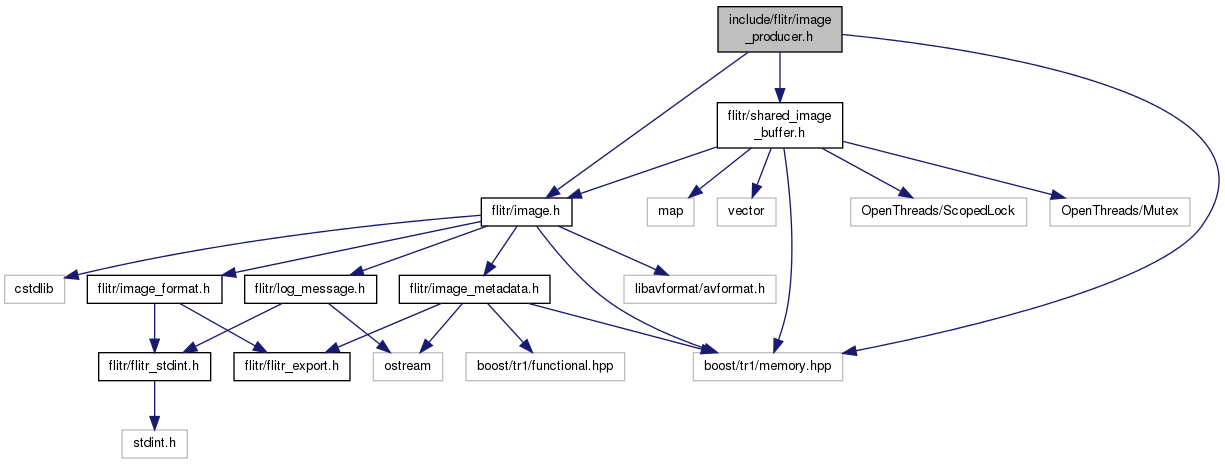 include/flitr/image
_producer.h
flitr/shared_image
_buffer.h
flitr/image.h
map
vector
OpenThreads/ScopedLock
OpenThreads/Mutex
cstdlib
flitr/image_format.h
flitr/log_message.h
flitr/image_metadata.h
libavformat/avformat.h
flitr/flitr_stdint.h
flitr/flitr_export.h
ostream
boost/tr1/functional.hpp
boost/tr1/memory.hpp
stdint.h